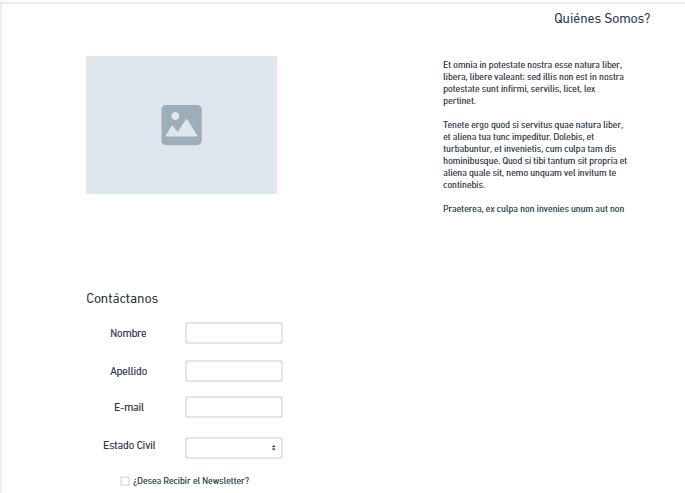 Quiénes Somos?
Et omnia in potestate nostra esse natura liber,
libera, libere valeant; sed illis non est in nostra
potestate sunt infirmi, servilis, licet, lex
pertinet.
Tenete ergo quod si servitus quae natura liber,
et aliena tua tunc impeditur. Dolebis, et
turbabuntur, et invenietis, cum culpa tam dis
hominibusque. Quod si tibi tantum sit propria et
aliena quale sit, nemo unquam vel invitum te
continebis.
Praeterea, ex culpa non invenies unum aut non
Contáctanos
Nombre
Apellido
E-mail
Estado Civil
¿Desea Recibir el Newsletter?